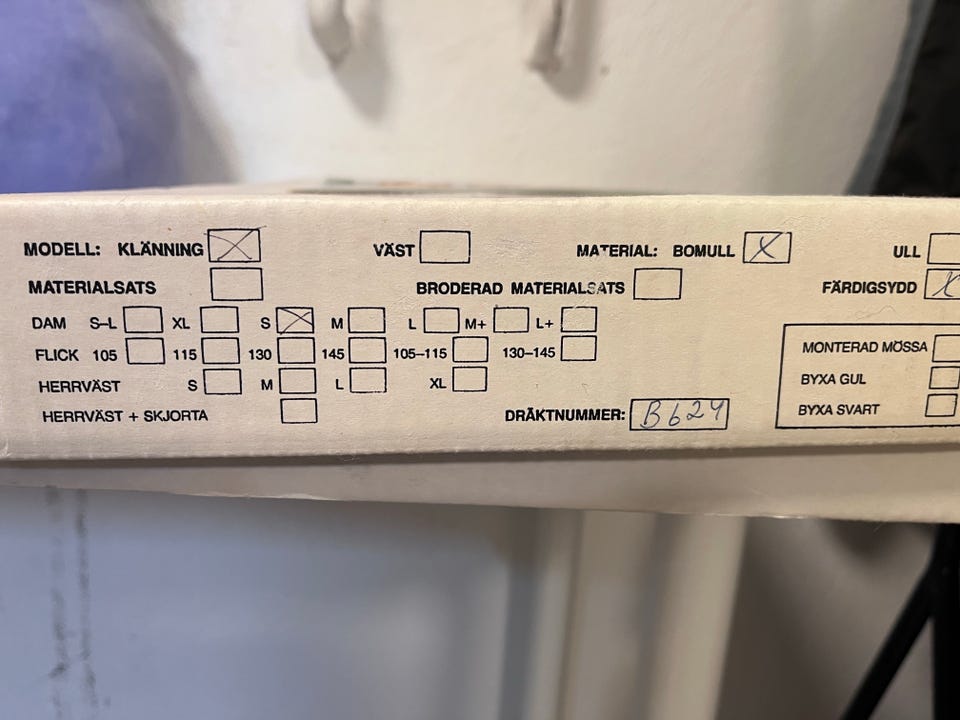 MODELL: KLÄNNING VÄST MATERIAL: BOMULL X ULL
MATERIALSATS BRODERAD MATERIALSATS FÄRDIGSYDD X
DAM S–L XL S X M L M+ L+
FLICK 105 115 130 145 105–115 130–145 MONTERAD MÖSSA
HERRVÄST S M L XL BYXA GUL
HERRVÄST + SKJORTA DRÄKTNUMMER: B624 BYXA SVART